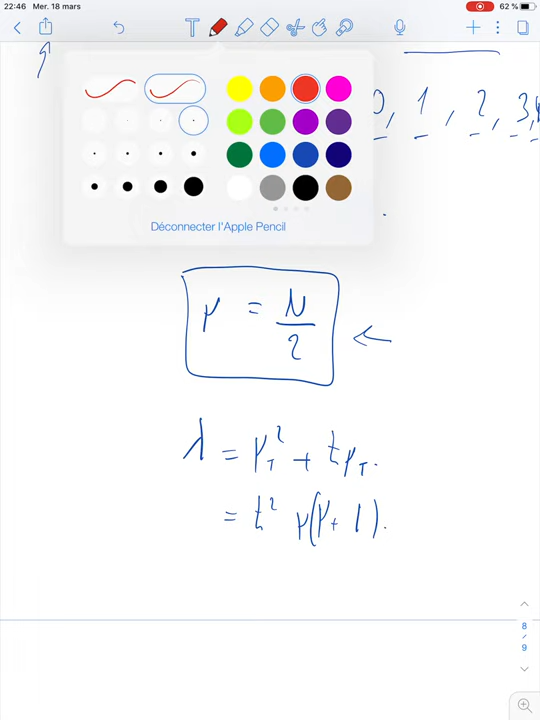 22:46 Mer. 18 mars 62 %
T
0, 1, 2, 3,
Déconnecter l'Apple Pencil
μ = N/2 ←
λ = μ_T² + ℏμ_T.
= ℏ² μ(μ+1).
8
/
9